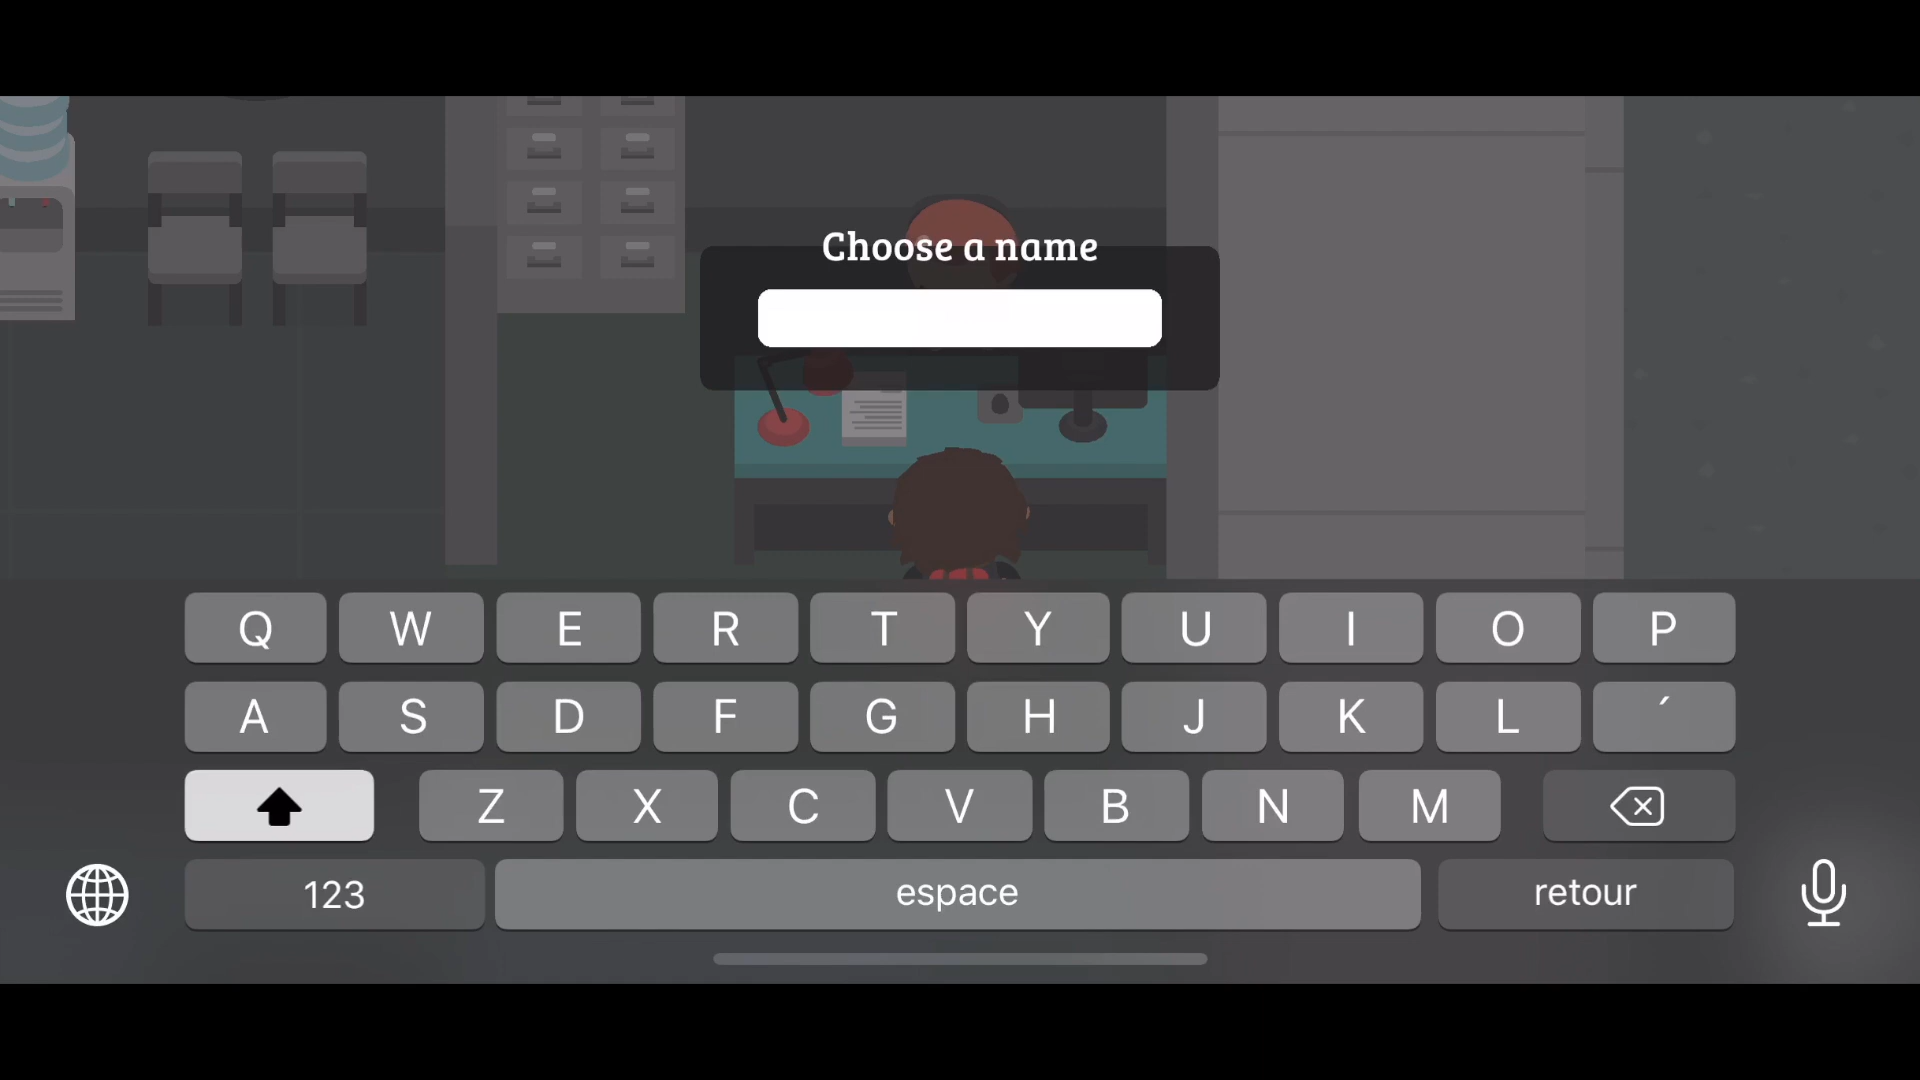 Choose a name
Q W E R T Y U I O P
A S D F G H J K L ´
Z X C V B N M
123 espace retour